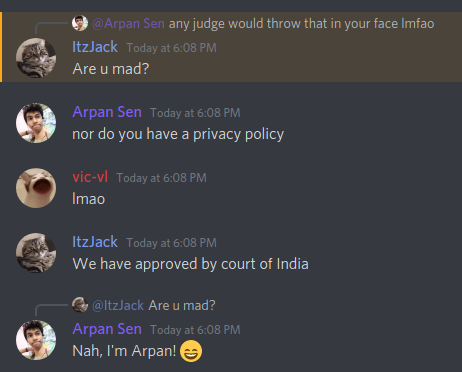 @Arpan Sen any judge would throw that in your face lmfao
ItzJack Today at 6:08 PM
Are u mad?
Arpan Sen Today at 6:08 PM
nor do you have a privacy policy
vic-vl Today at 6:08 PM
lmao
ItzJack Today at 6:08 PM
We have approved by court of India
@ItzJack Are u mad?
Arpan Sen Today at 6:08 PM
Nah, I'm Arpan! 😄